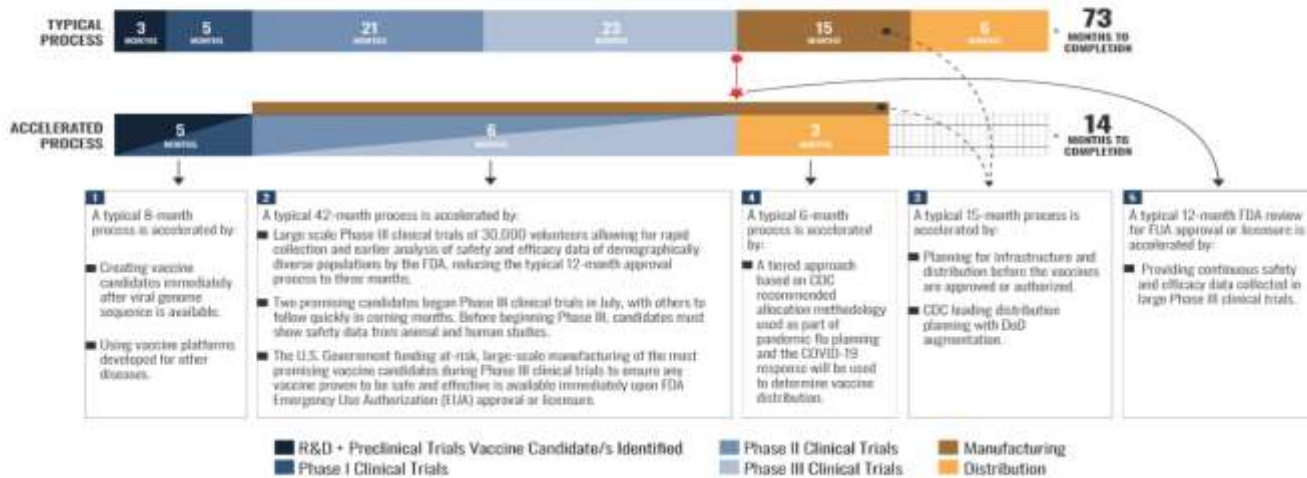 TYPICAL
PROCESS
3
MONTHS
5
MONTHS
21
MONTHS
23
MONTHS
15
MONTHS
6
MONTHS
73
MONTHS TO
COMPLETION
ACCELERATED
PROCESS
5
MONTHS
6
MONTHS
3
MONTHS
14
MONTHS TO
COMPLETION
1
A typical 8-month
process is accelerated by:
Creating vaccine
candidates immediately
after viral genome
sequence is available.
Using vaccine platforms
developed for other
diseases.
2
A typical 42-month process is accelerated by:
Large scale Phase III clinical trials of 30,000 volunteers allowing for rapid
collection and earlier analysis of safety and efficacy data of demographically
diverse populations by the FDA, reducing the typical 12-month approval
process to three months.
Two promising candidates began Phase III clinical trials in July, with others to
follow quickly in coming months. Before beginning Phase III, candidates must
show safety data from animal and human studies.
The U.S. Government funding at-risk, large-scale manufacturing of the most
promising vaccine candidates during Phase III clinical trials to ensure any
vaccine proven to be safe and effective is available immediately upon FDA
Emergency Use Authorization (EUA) approval or licensure.
4
A typical 6-month
process is accelerated
by:
A tiered approach
based on CDC
recommended
allocation methodology
used as part of
pandemic flu planning
and the COVID-19
response will be used
to determine vaccine
distribution.
3
A typical 15-month process is
accelerated by:
Planning for infrastructure and
distribution before the vaccines
are approved or authorized.
CDC leading distribution
planning with DoD
augmentation.
5
A typical 12-month FDA review
for EUA approval or licensure is
accelerated by:
Providing continuous safety
and efficacy data collected in
large Phase III clinical trials.
R&D + Preclinical Trials Vaccine Candidate/s Identified
Phase I Clinical Trials
Phase II Clinical Trials
Phase III Clinical Trials
Manufacturing
Distribution